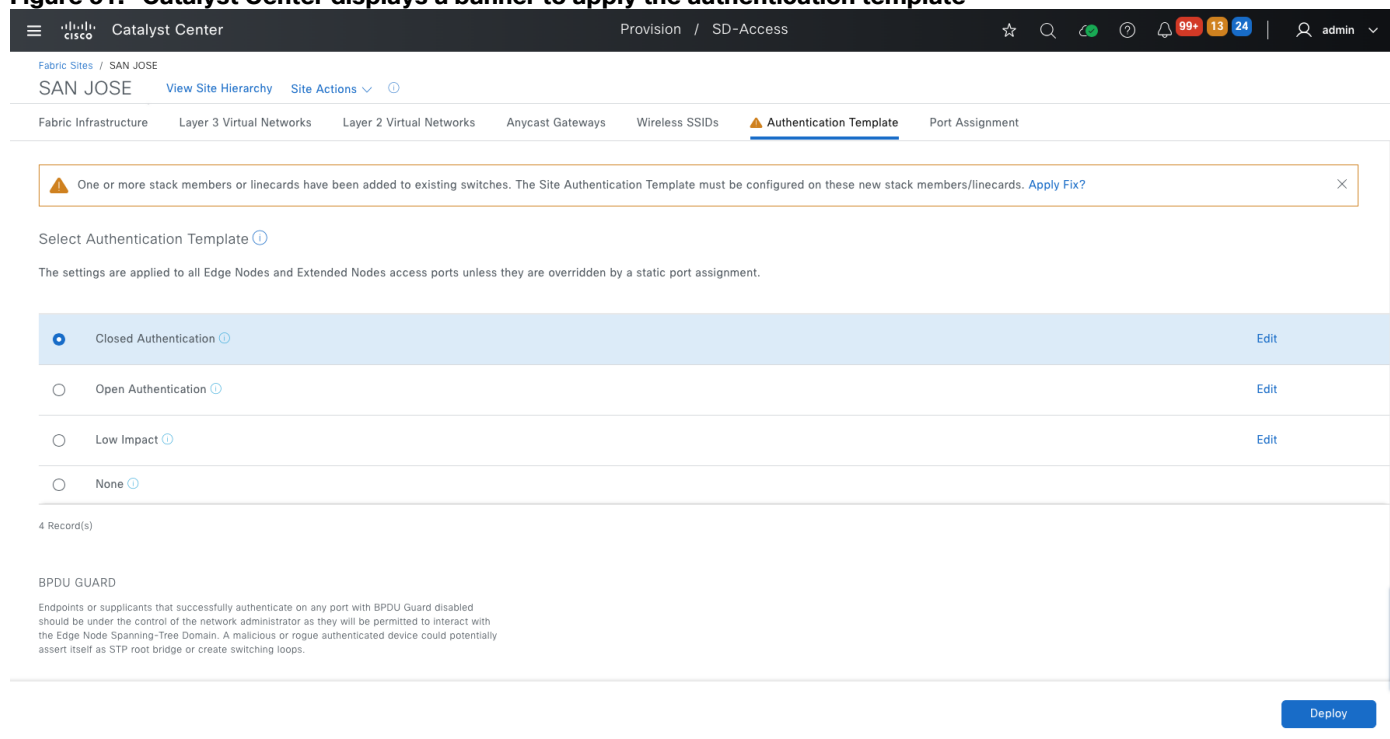 Figure 61. Catalyst Center displays a banner to apply the authentication template
cisco Catalyst Center
Provision / SD-Access
99+ 13 24
admin
Fabric Sites / SAN JOSE
SAN JOSE View Site Hierarchy Site Actions
Fabric Infrastructure Layer 3 Virtual Networks Layer 2 Virtual Networks Anycast Gateways Wireless SSIDs Authentication Template Port Assignment
One or more stack members or linecards have been added to existing switches. The Site Authentication Template must be configured on these new stack members/linecards. Apply Fix?
Select Authentication Template
The settings are applied to all Edge Nodes and Extended Nodes access ports unless they are overridden by a static port assignment.
Closed Authentication Edit
Open Authentication Edit
Low Impact Edit
None
4 Record(s)
BPDU GUARD
Endpoints or supplicants that successfully authenticate on any port with BPDU Guard disabled
should be under the control of the network administrator as they will be permitted to interact with
the Edge Node Spanning-Tree Domain. A malicious or rogue authenticated device could potentially
assert itself as STP root bridge or create switching loops.
Deploy